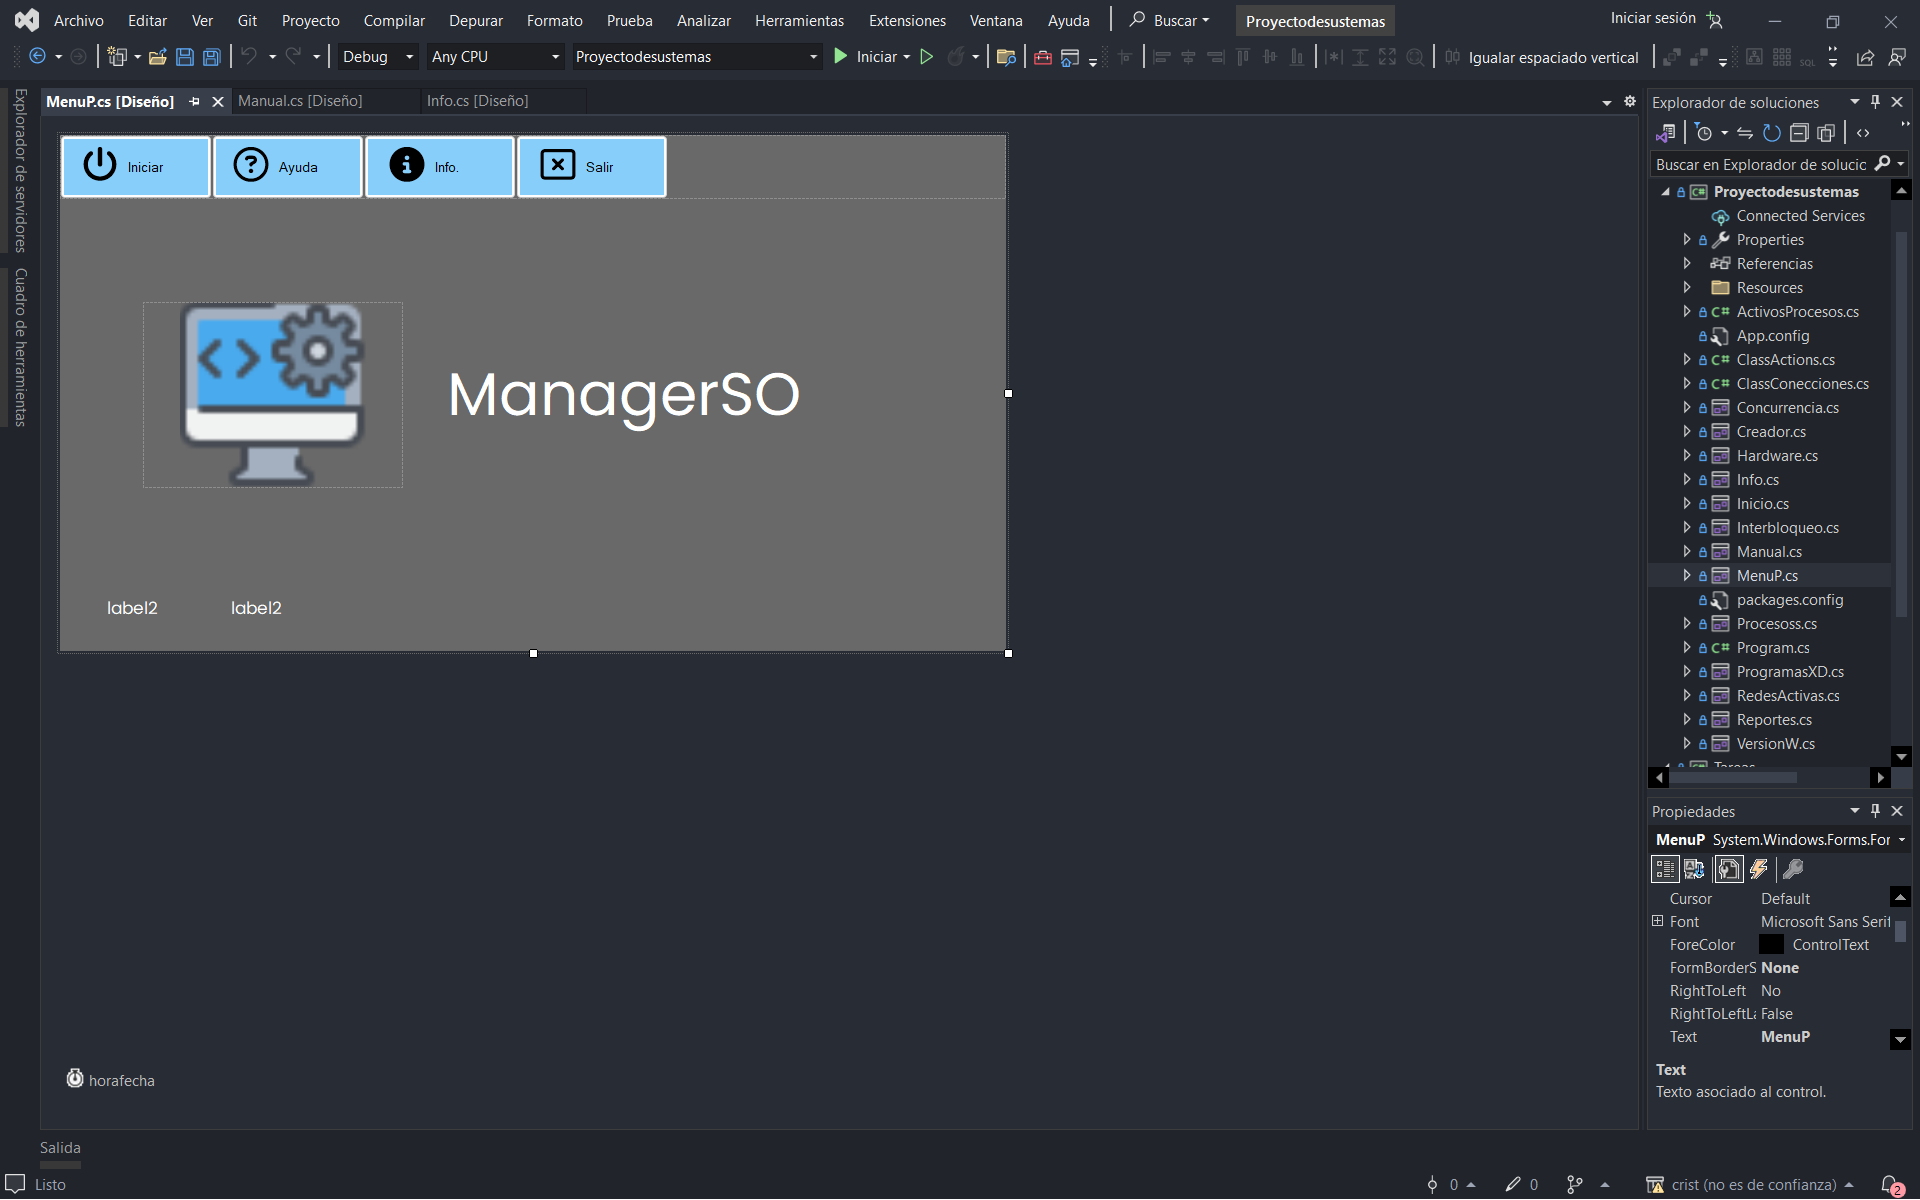 Archivo Editar Ver Git Proyecto Compilar Depurar Formato Prueba Analizar Herramientas Extensiones Ventana Ayuda Buscar Proyectodesustemas Iniciar sesión
Debug Any CPU Proyectodesustemas Iniciar Igualar espaciado vertical
Explorador de servidores
Cuadro de herramientas
MenuP.cs [Diseño] Manual.cs [Diseño] Info.cs [Diseño]
Iniciar Ayuda Info. Salir
ManagerSO
label2 label2
horafecha
Explorador de soluciones
Buscar en Explorador de solucic
Proyectodesustemas
Connected Services
Properties
Referencias
Resources
ActivosProcesos.cs
App.config
ClassActions.cs
ClassConecciones.cs
Concurrencia.cs
Creador.cs
Hardware.cs
Info.cs
Inicio.cs
Interbloqueo.cs
Manual.cs
MenuP.cs
packages.config
Procesoss.cs
Program.cs
ProgramasXD.cs
RedesActivas.cs
Reportes.cs
VersionW.cs
Tareas
Propiedades
MenuP System.Windows.Forms.For
Cursor Default
Font Microsoft Sans Serif
ForeColor ControlText
FormBorderS None
RightToLeft No
RightToLeftLa False
Text MenuP
Text
Texto asociado al control.
Salida
Listo 0 0 crist (no es de confianza) 2